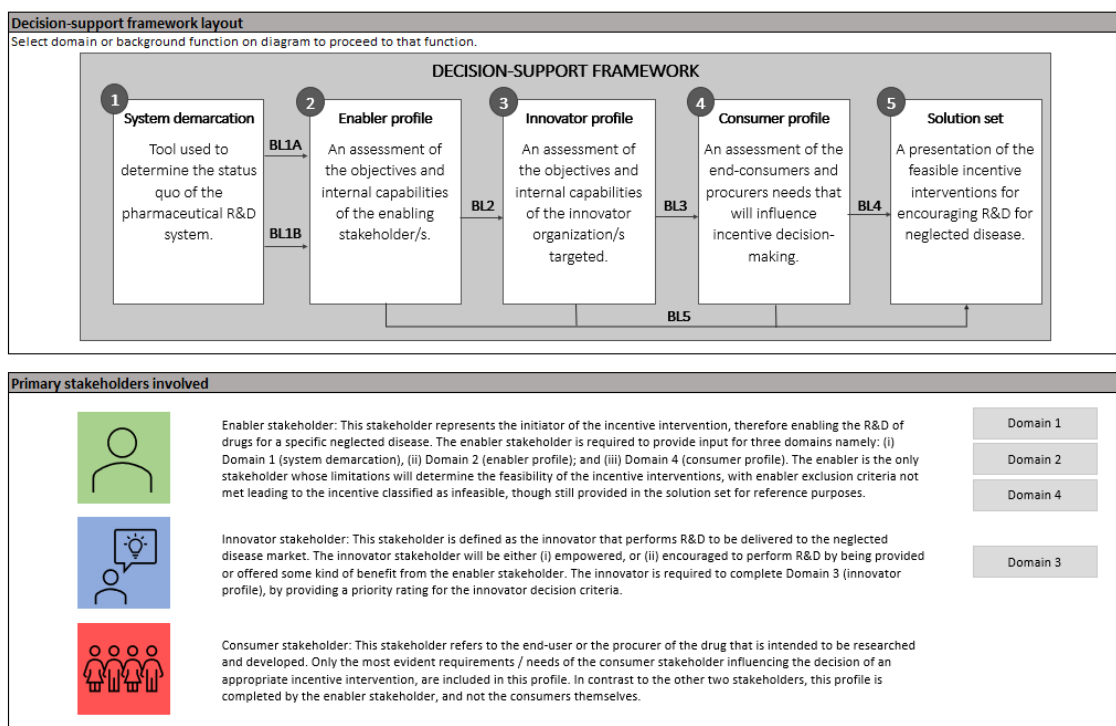 Decision-support framework layout
Select domain or background function on diagram to proceed to that function.
DECISION-SUPPORT FRAMEWORK
1
System demarcation
Tool used to
determine the status
quo of the
pharmaceutical R&D
system.
BL1A
BL1B
2
Enabler profile
An assessment of
the objectives and
internal capabilities
of the enabling
stakeholder/s.
BL2
3
Innovator profile
An assessment of
the objectives and
internal capabilities
of the innovator
organization/s
targeted.
BL3
4
Consumer profile
An assessment of the
end-consumers and
procurers needs that
will influence
incentive decision-
making.
BL4
5
Solution set
A presentation of the
feasible incentive
interventions for
encouraging R&D for
neglected disease.
BL5
Primary stakeholders involved
Enabler stakeholder: This stakeholder represents the initiator of the incentive intervention, therefore enabling the R&D of
drugs for a specific neglected disease. The enabler stakeholder is required to provide input for three domains namely: (i)
Domain 1 (system demarcation), (ii) Domain 2 (enabler profile); and (iii) Domain 4 (consumer profile). The enabler is the only
stakeholder whose limitations will determine the feasibility of the incentive interventions, with enabler exclusion criteria not
met leading to the incentive classified as infeasible, though still provided in the solution set for reference purposes.
Domain 1
Domain 2
Domain 4
Innovator stakeholder: This stakeholder is defined as the innovator that performs R&D to be delivered to the neglected
disease market. The innovator stakeholder will be either (i) empowered, or (ii) encouraged to perform R&D by being provided
or offered some kind of benefit from the enabler stakeholder. The innovator is required to complete Domain 3 (innovator
profile), by providing a priority rating for the innovator decision criteria.
Domain 3
Consumer stakeholder: This stakeholder refers to the end-user or the procurer of the drug that is intended to be researched
and developed. Only the most evident requirements / needs of the consumer stakeholder influencing the decision of an
appropriate incentive intervention, are included in this profile. In contrast to the other two stakeholders, this profile is
completed by the enabler stakeholder, and not the consumers themselves.